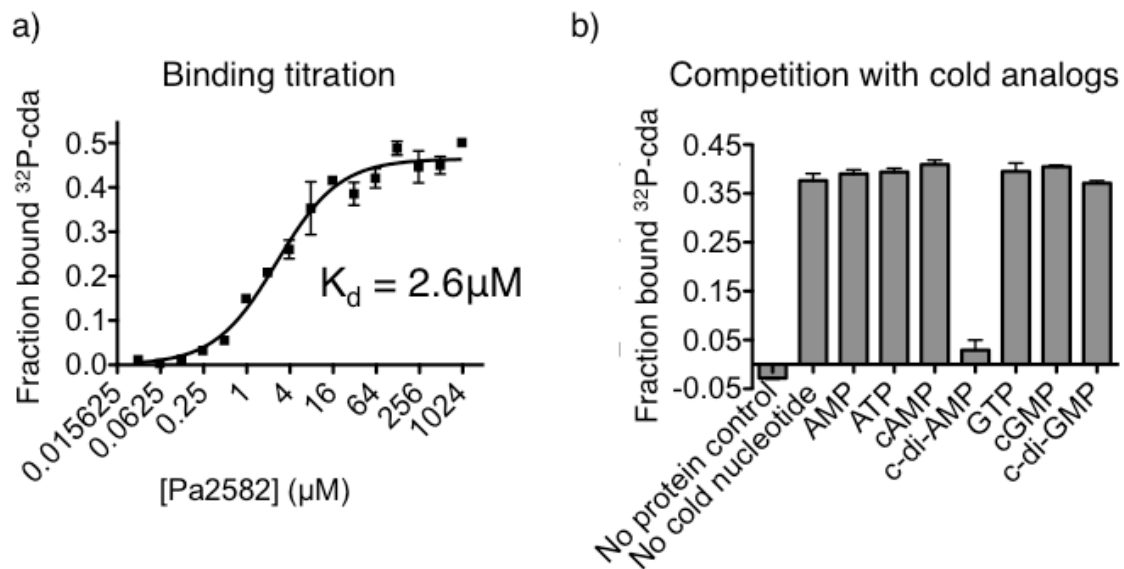 a)
Binding titration
Fraction bound ³²P-cda
0.5
0.4
0.3
0.2
0.1
0.0
K_d = 2.6µM
0.015625
0.0625
0.25
1
4
16
64
256
1024
[Pa2582] (µM)
b)
Competition with cold analogs
Fraction bound ³²P-cda
0.45
0.35
0.15
0.05
-0.05
No protein control
No cold nucleotide
AMP
ATP
cAMP
c-di-AMP
GTP
cGMP
c-di-GMP